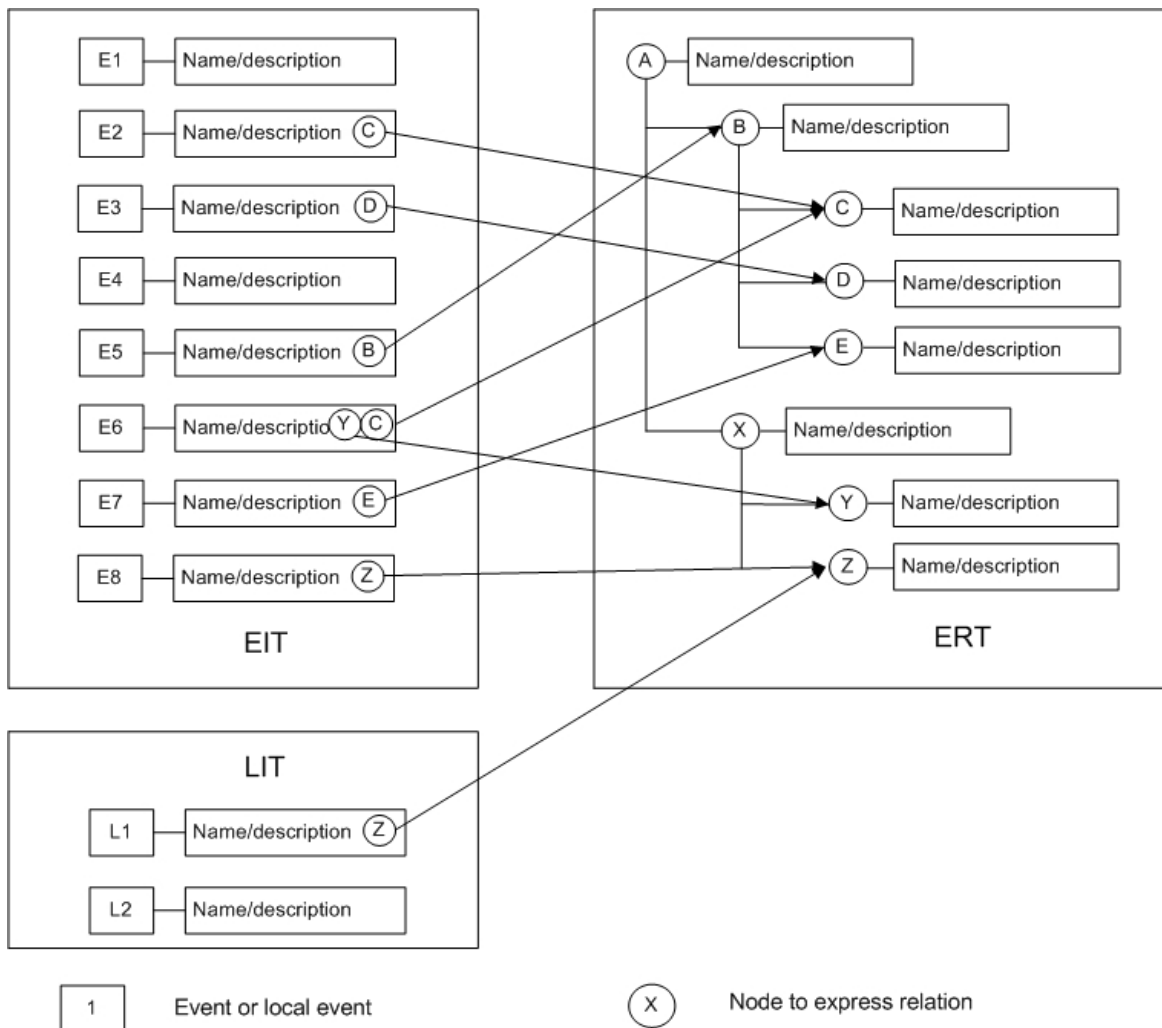 E1 Name/description
E2 Name/description C
E3 Name/description D
E4 Name/description
E5 Name/description B
E6 Name/descriptio Y C
E7 Name/description E
E8 Name/description Z
EIT
A Name/description
B Name/description
C Name/description
D Name/description
E Name/description
X Name/description
Y Name/description
Z Name/description
ERT
LIT
L1 Name/description Z
L2 Name/description
1 Event or local event
X Node to express relation